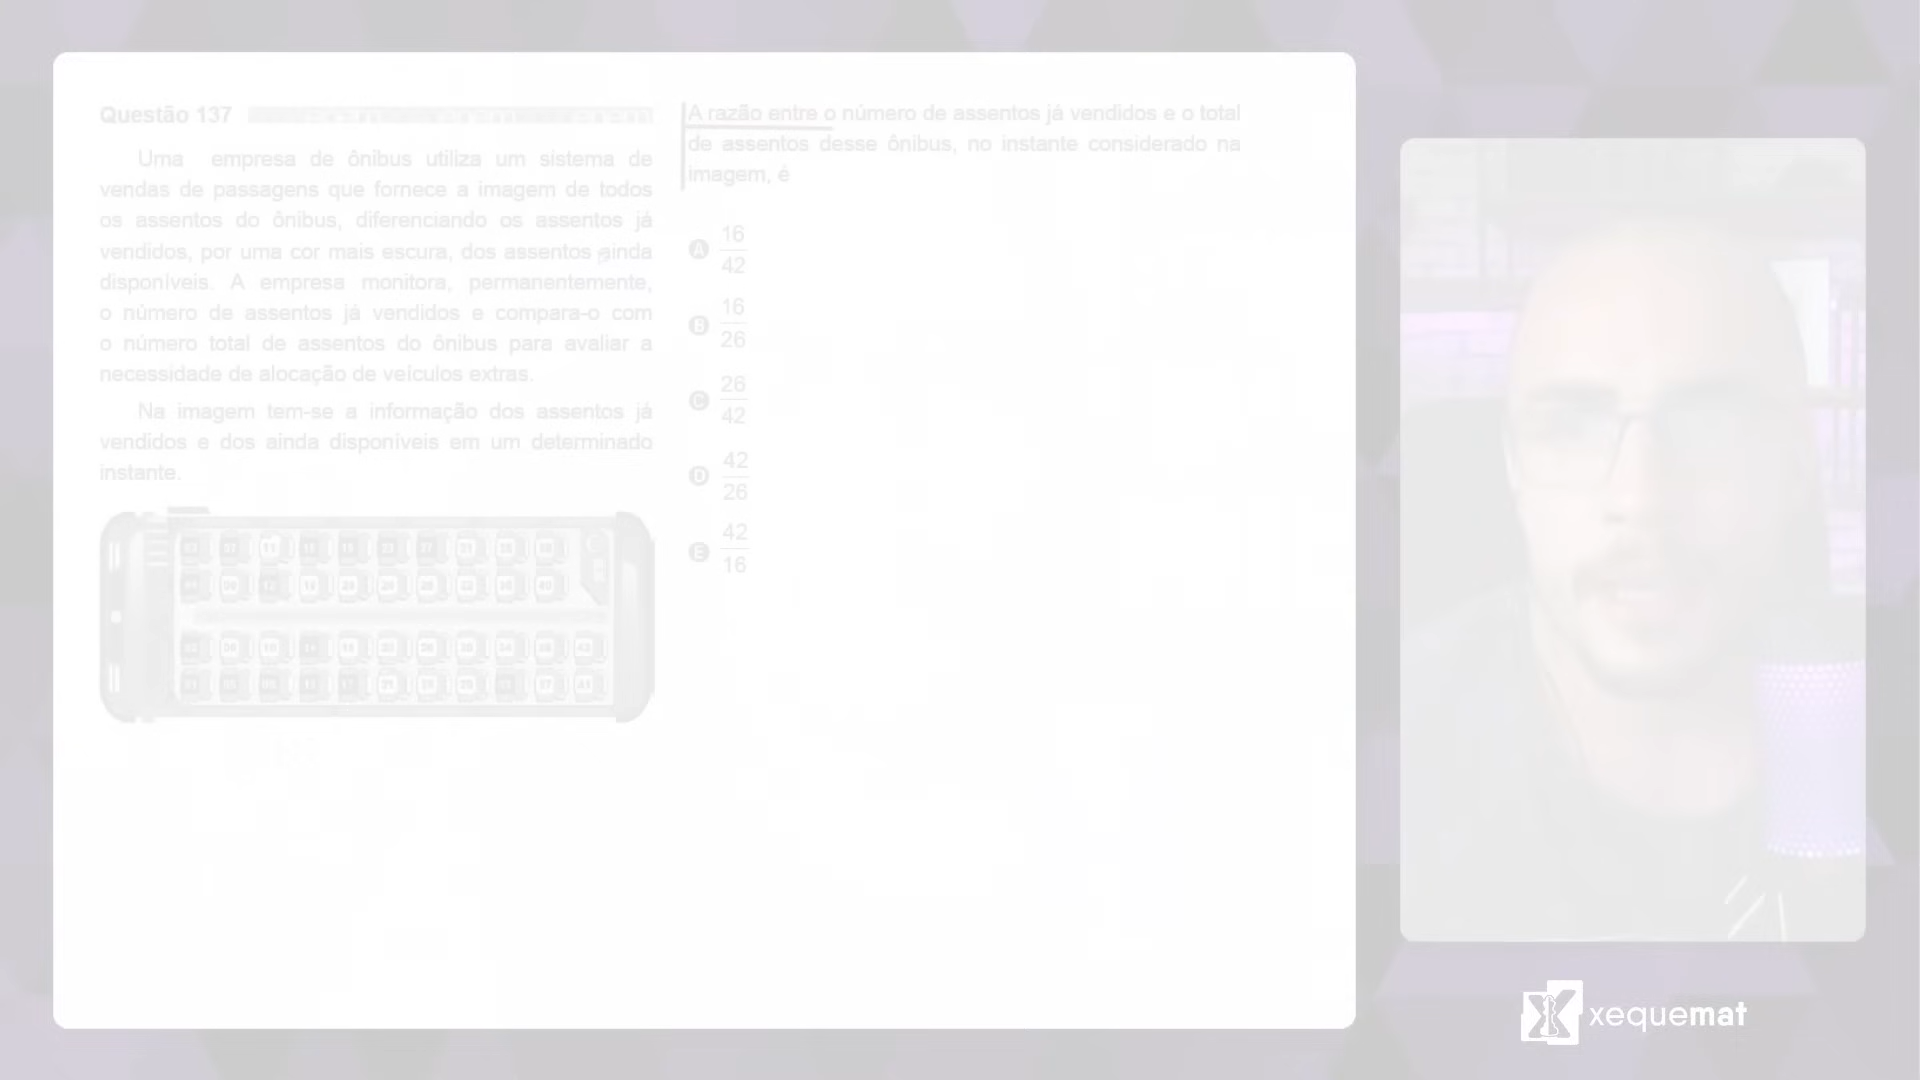 Questão 137
Uma empresa de ônibus utiliza um sistema de
vendas de passagens que fornece a imagem de todos
os assentos do ônibus, diferenciando os assentos já
vendidos, por uma cor mais escura, dos assentos ainda
disponíveis. A empresa monitora, permanentemente,
o número de assentos já vendidos e compara-o com
o número total de assentos do ônibus para avaliar a
necessidade de alocação de veículos extras.
Na imagem tem-se a informação dos assentos já
vendidos e dos ainda disponíveis em um determinado
instante.
A razão entre o número de assentos já vendidos e o total
de assentos desse ônibus, no instante considerado na
imagem, é
A 16/42
B 16/26
C 26/42
D 42/26
E 42/16
xequemat